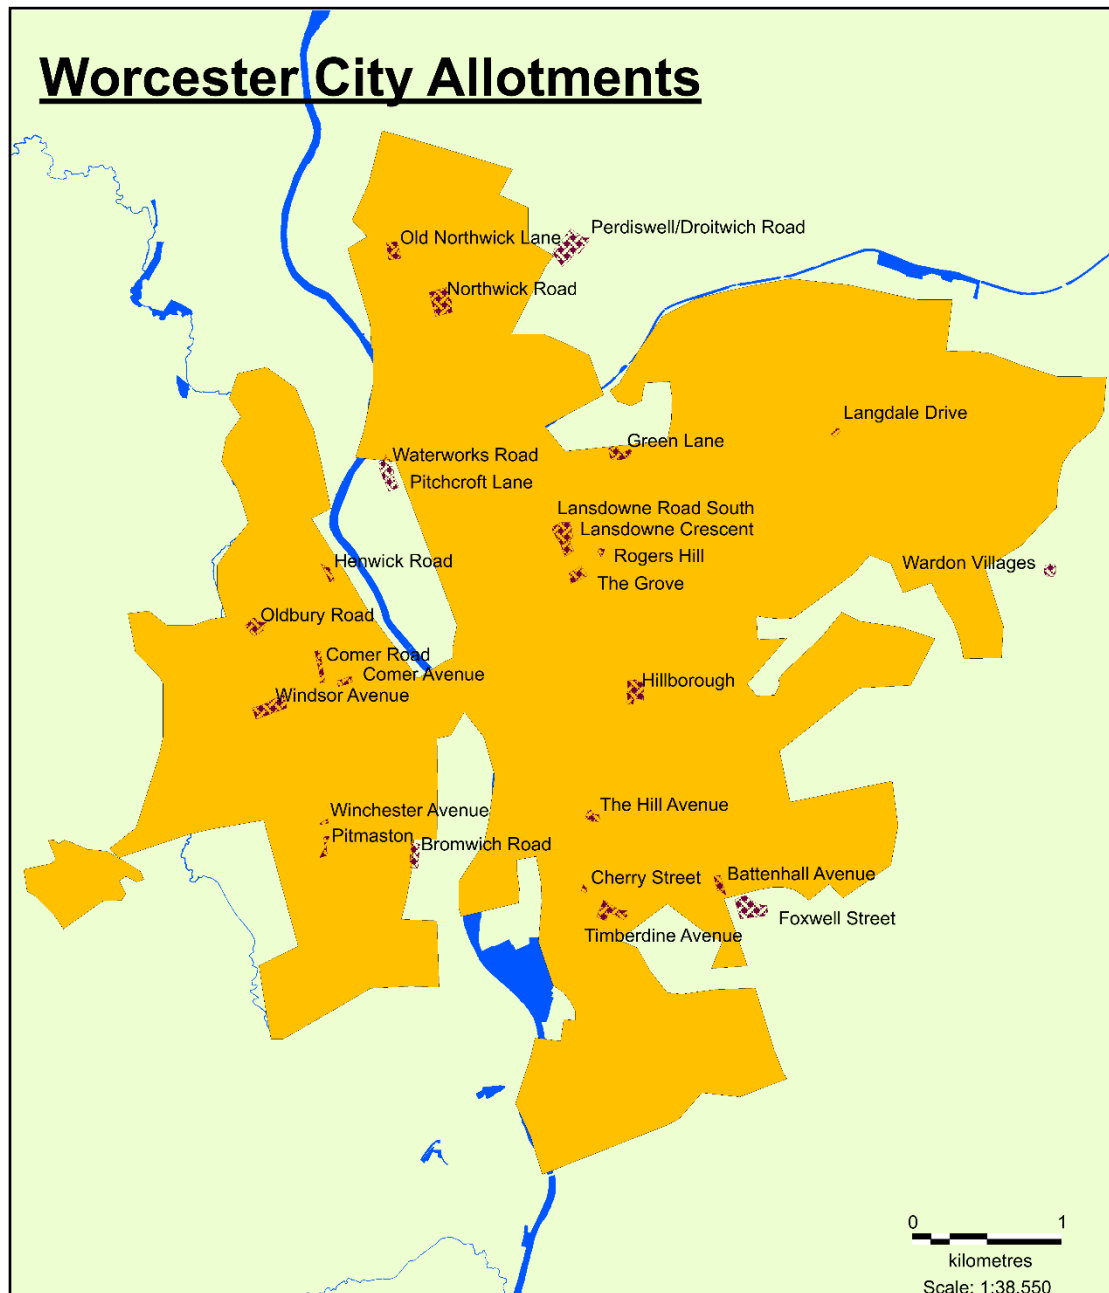 Worcester City Allotments
Perdiswell/Droitwich Road
Old Northwick Lane
Northwick Road
Langdale Drive
Green Lane
Waterworks Road
Pitchcroft Lane
Lansdowne Road South
Lansdowne Crescent
Rogers Hill
Wardon Villages
Henwick Road
The Grove
Oldbury Road
Comer Road
Comer Avenue
Hillborough
Windsor Avenue
Winchester Avenue
The Hill Avenue
Pitmaston
Bromwich Road
Cherry Street
Battenhall Avenue
Foxwell Street
Timberdine Avenue
0 1
kilometres
Scale: 1:38,550